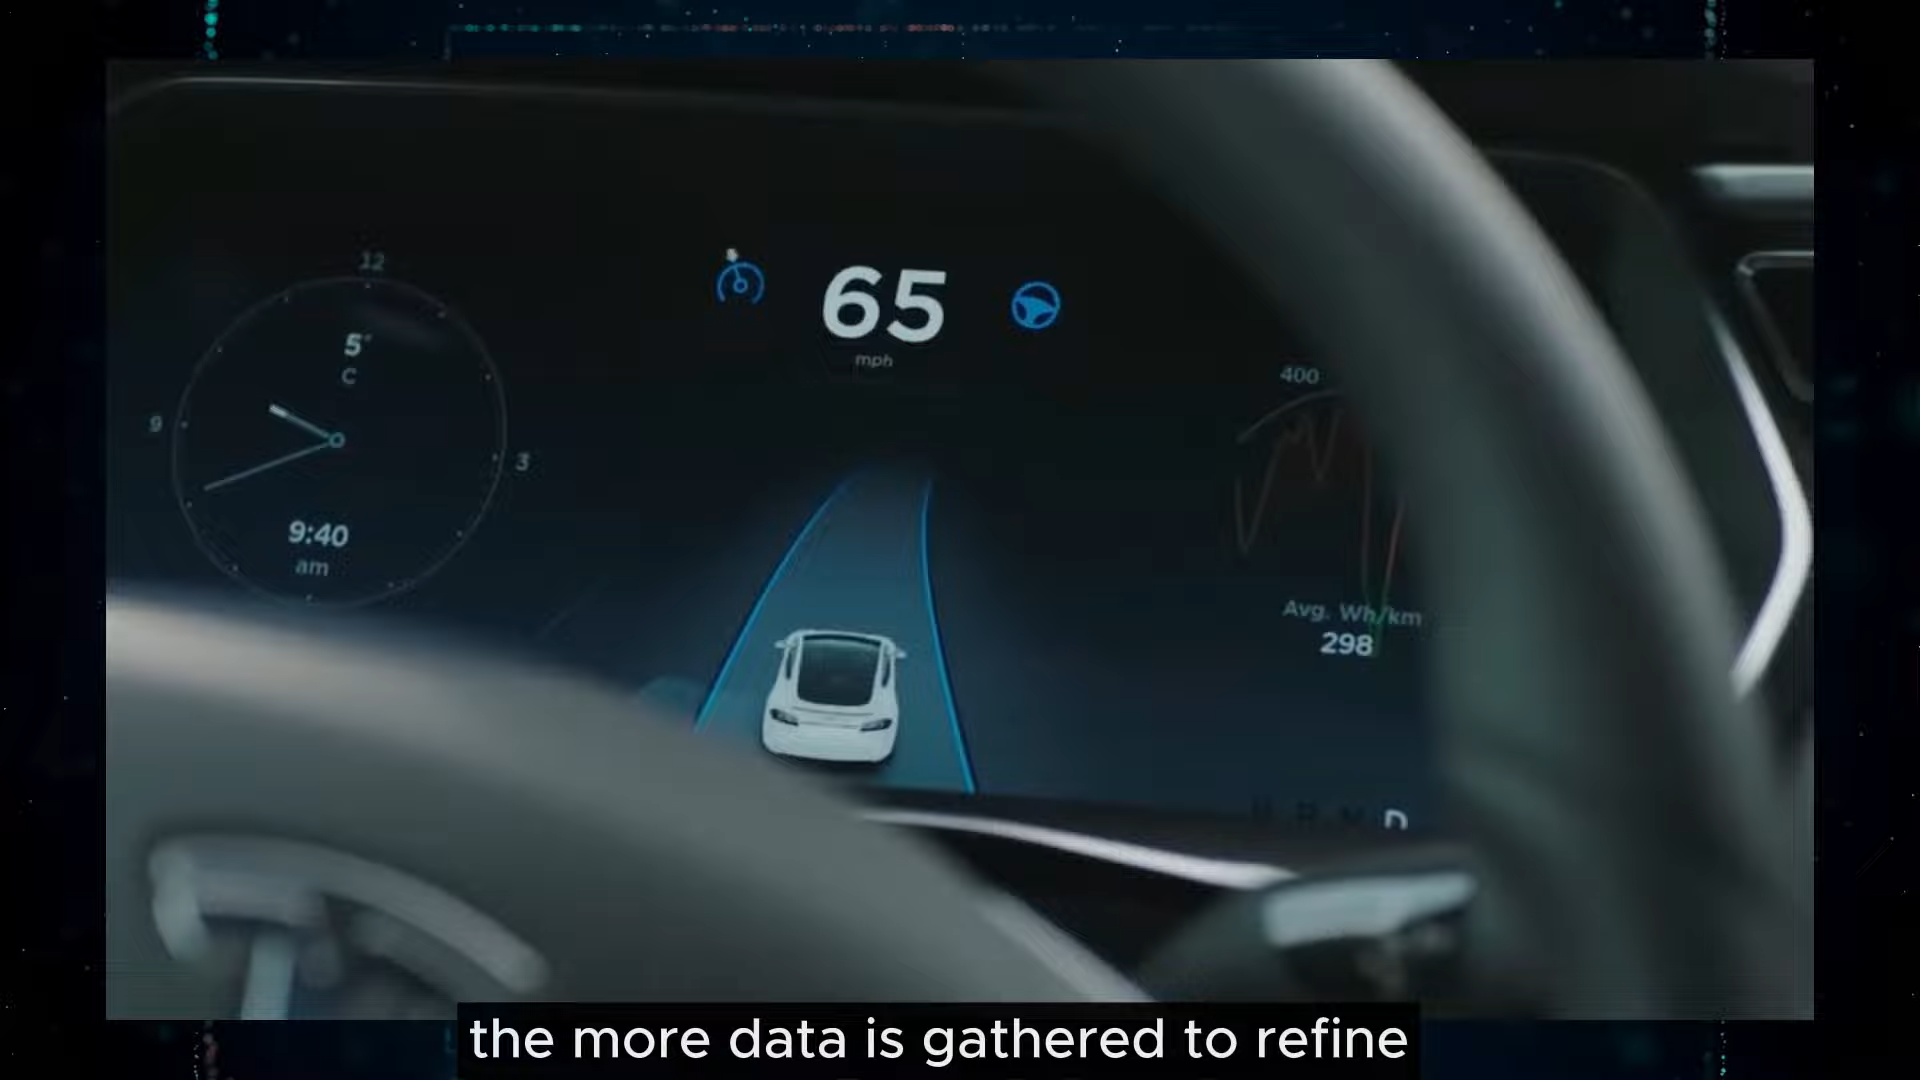 12
5°
C
9
3
9:40
am
65
mph
400
Avg. Wh/km
298
D
the more data is gathered to refine